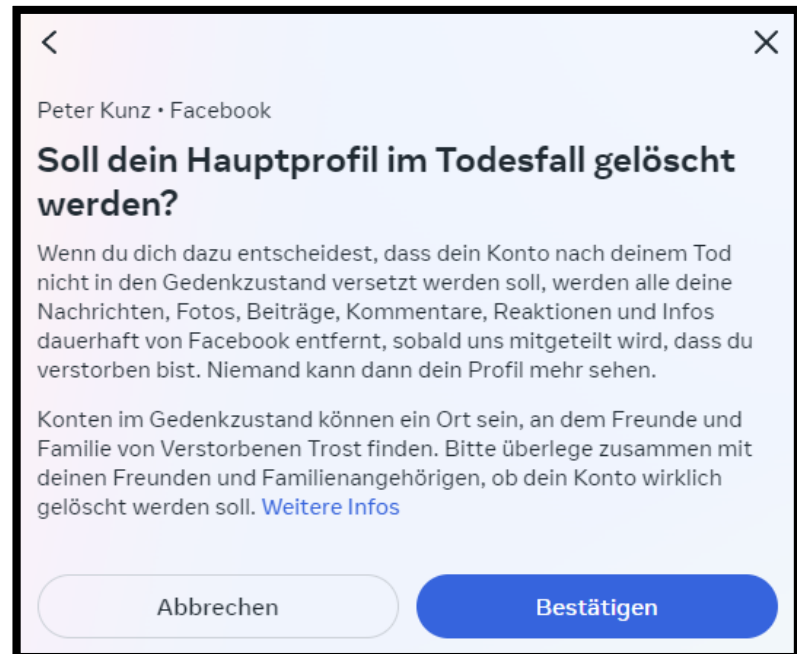 Peter Kunz • Facebook
Soll dein Hauptprofil im Todesfall gelöscht
werden?
Wenn du dich dazu entscheidest, dass dein Konto nach deinem Tod
nicht in den Gedenkzustand versetzt werden soll, werden alle deine
Nachrichten, Fotos, Beiträge, Kommentare, Reaktionen und Infos
dauerhaft von Facebook entfernt, sobald uns mitgeteilt wird, dass du
verstorben bist. Niemand kann dann dein Profil mehr sehen.
Konten im Gedenkzustand können ein Ort sein, an dem Freunde und
Familie von Verstorbenen Trost finden. Bitte überlege zusammen mit
deinen Freunden und Familienangehörigen, ob dein Konto wirklich
gelöscht werden soll. Weitere Infos
Abbrechen Bestätigen